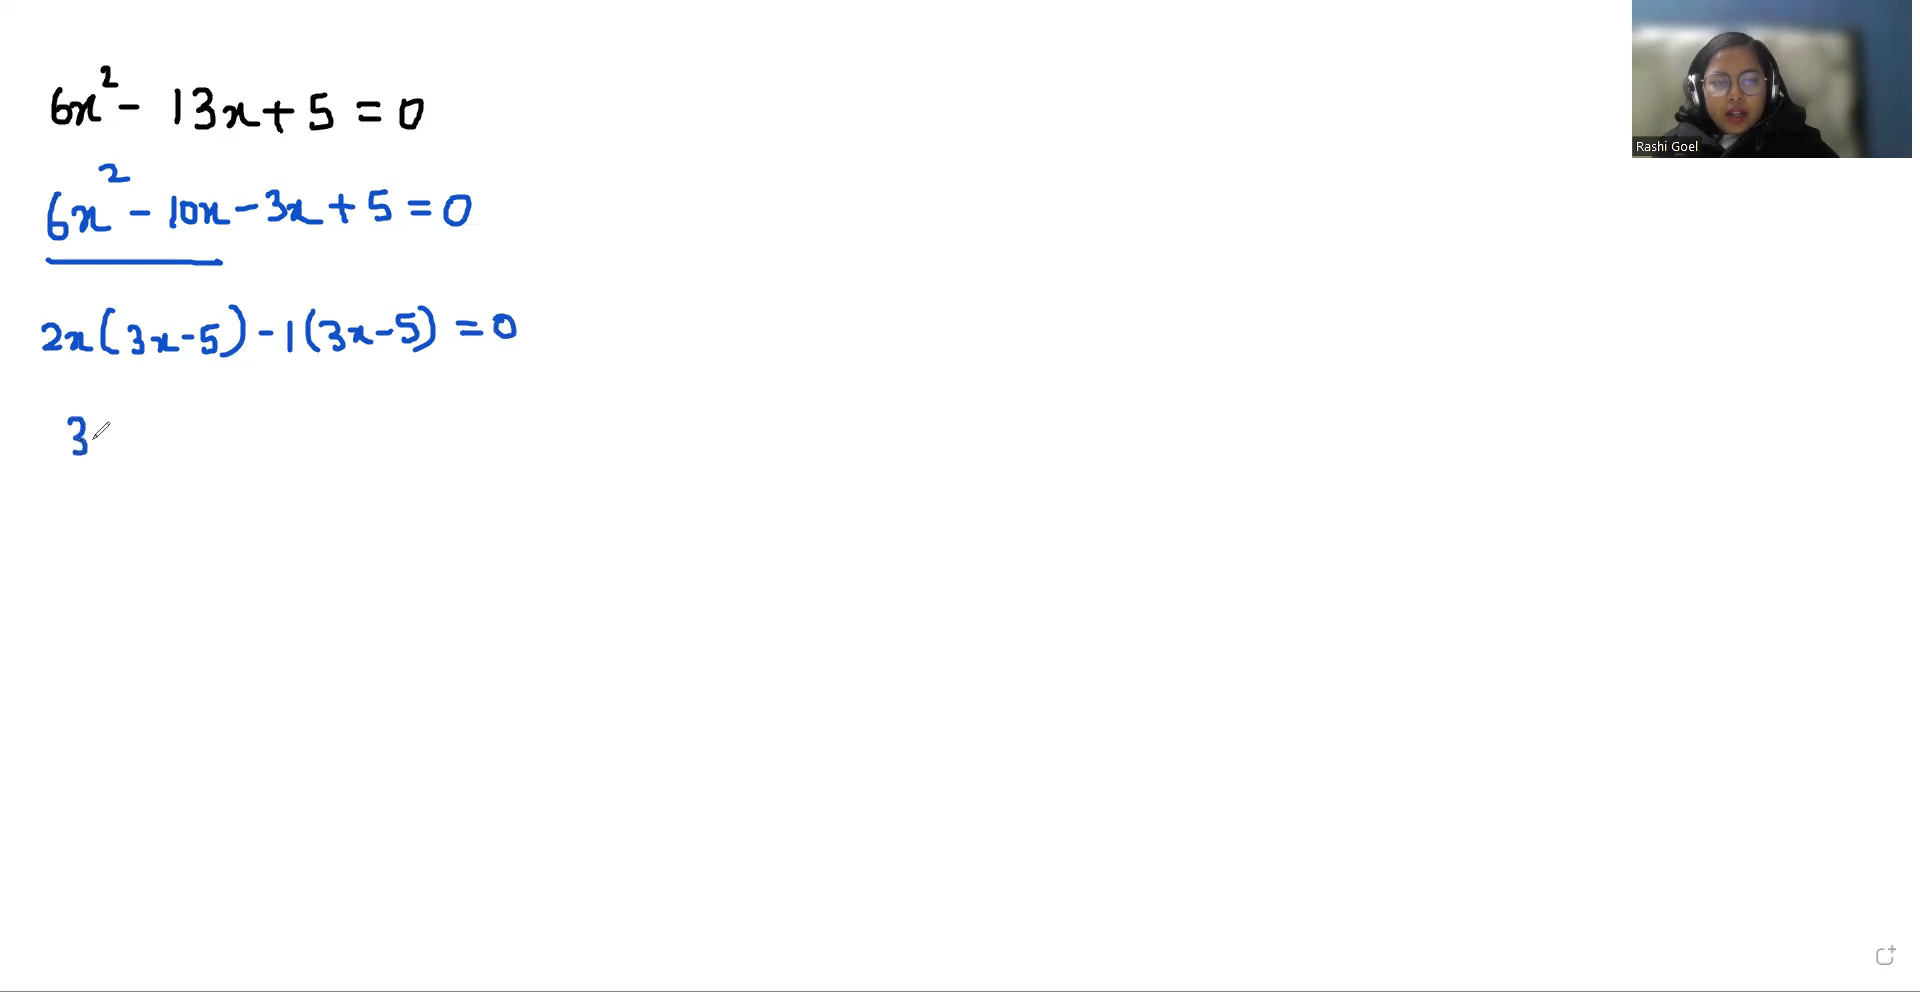 6x² - 13x + 5 = 0
6x² - 10x - 3x + 5 = 0
2x(3x-5) - 1(3x-5) = 0
3
Rashi Goel